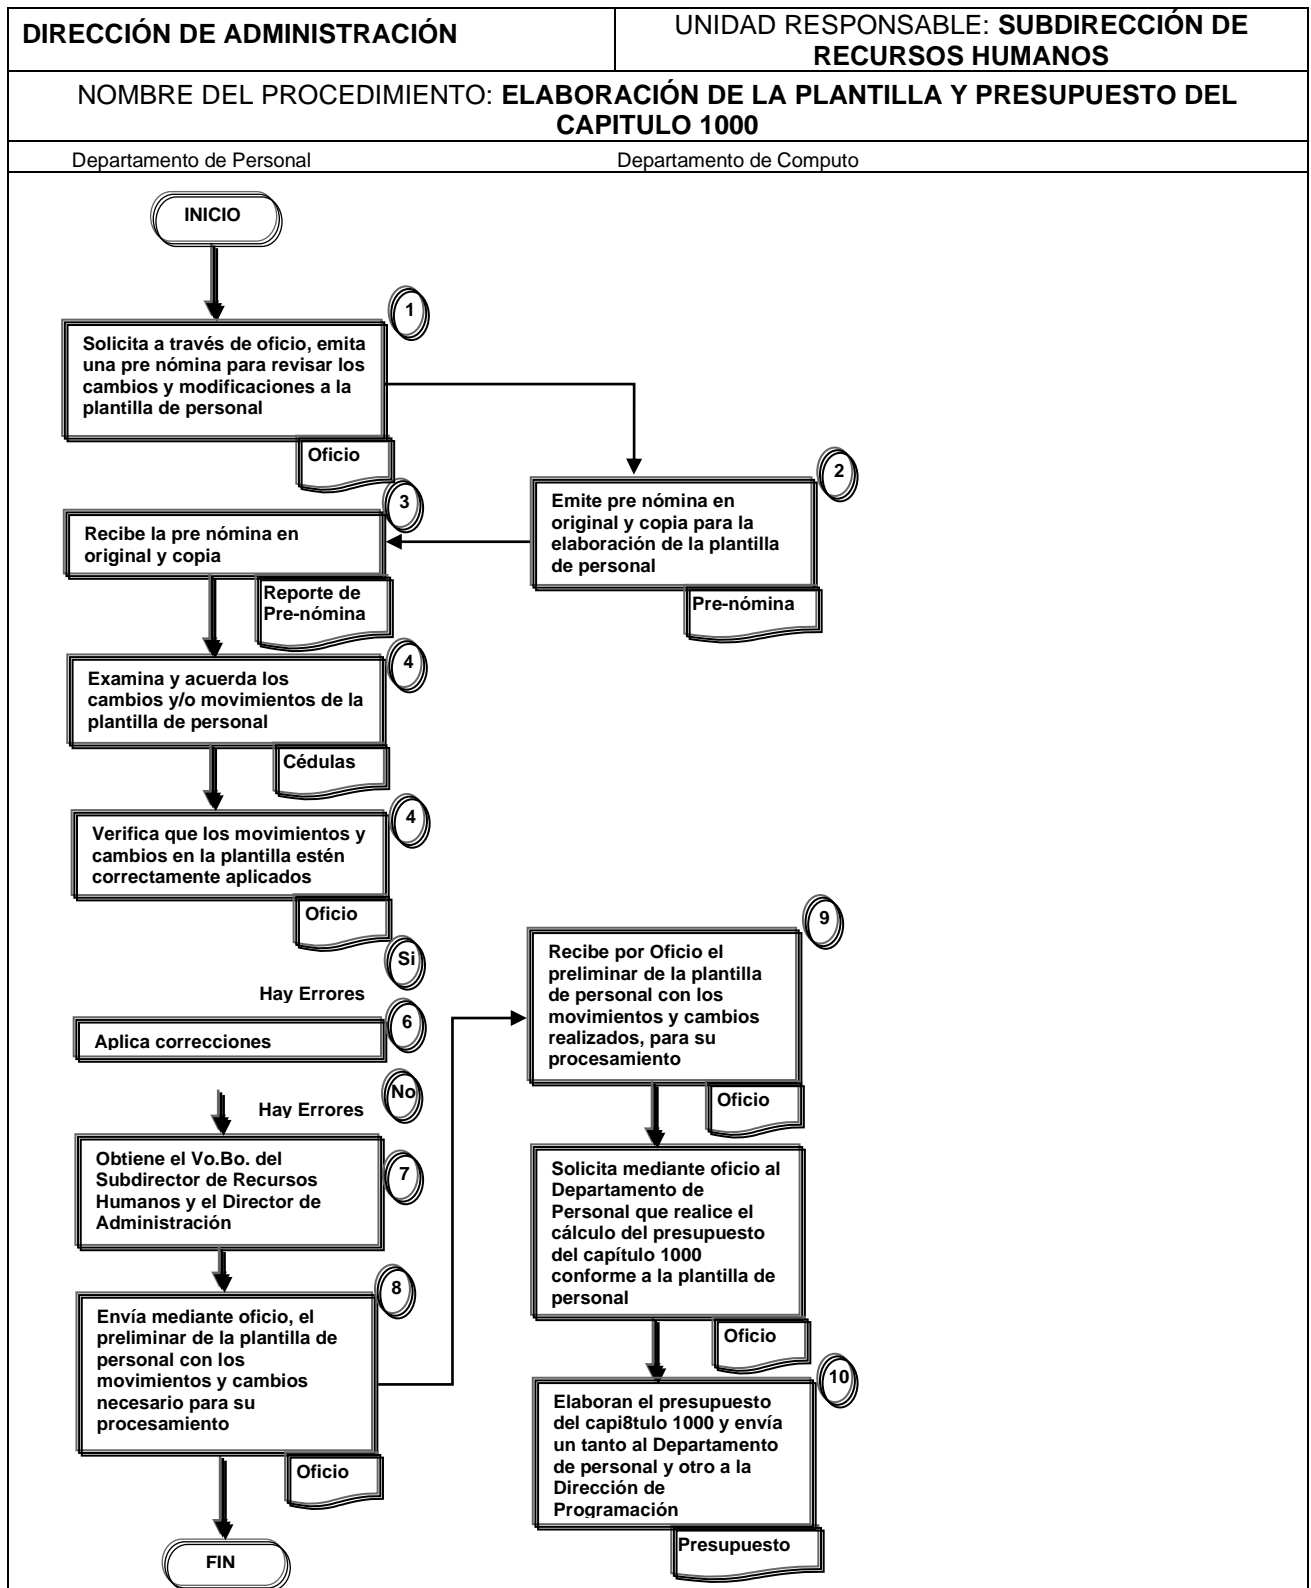 DIRECCIÓN DE ADMINISTRACIÓN
UNIDAD RESPONSABLE: SUBDIRECCIÓN DE
RECURSOS HUMANOS
NOMBRE DEL PROCEDIMIENTO: ELABORACIÓN DE LA PLANTILLA Y PRESUPUESTO DEL
CAPITULO 1000
Departamento de Personal
Departamento de Computo
INICIO
1
Solicita a través de oficio, emita
una pre nómina para revisar los
cambios y modificaciones a la
plantilla de personal
Oficio
2
Emite pre nómina en
original y copia para la
elaboración de la plantilla
de personal
Pre-nómina
3
Recibe la pre nómina en
original y copia
Reporte de
Pre-nómina
4
Examina y acuerda los
cambios y/o movimientos de la
plantilla de personal
Cédulas
4
Verifica que los movimientos y
cambios en la plantilla estén
correctamente aplicados
Oficio
Si
Hay Errores
6
Aplica correcciones
No
Hay Errores
7
Obtiene el Vo.Bo. del
Subdirector de Recursos
Humanos y el Director de
Administración
8
Envía mediante oficio, el
preliminar de la plantilla de
personal con los
movimientos y cambios
necesario para su
procesamiento
Oficio
FIN
9
Recibe por Oficio el
preliminar de la plantilla
de personal con los
movimientos y cambios
realizados, para su
procesamiento
Oficio
Solicita mediante oficio al
Departamento de
Personal que realice el
cálculo del presupuesto
del capítulo 1000
conforme a la plantilla de
personal
Oficio
10
Elaboran el presupuesto
del capi8tulo 1000 y envía
un tanto al Departamento
de personal y otro a la
Dirección de
Programación
Presupuesto